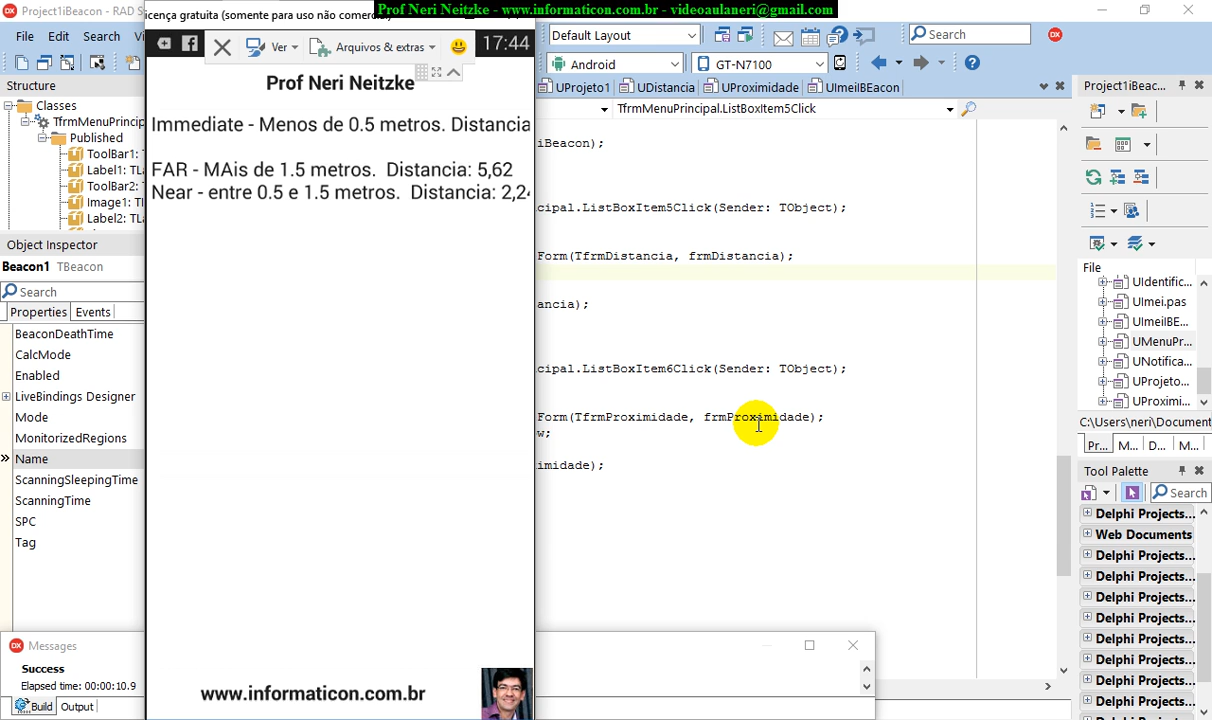 Prof Neri Neitzke - www.informaticon.com.br - videoaulaneri@gmail.com
Project1iBeacon - RAD S
icença gratuita (somente para uso não comercial
File Edit Search
Default Layout
Search
Ver
Arquivos & extras
17:44
Android
GT-N7100
Structure
Classes
TfrmMenuPrincip
Published
ToolBar1:
Label1: TL
ToolBar2:
Image1: TI
Label2: TL
Prof Neri Neitzke
Immediate - Menos de 0.5 metros. Distancia
FAR - MAis de 1.5 metros. Distancia: 5,62
Near - entre 0.5 e 1.5 metros. Distancia: 2,24
www.informaticon.com.br
UProjeto1
UDistancia
UProximidade
UImeiIBEacon
TfrmMenuPrincipal.ListBoxItem5Click
iBeacon);
cipal.ListBoxItem5Click(Sender: TObject);
Form(TfrmDistancia, frmDistancia);
ancia);
cipal.ListBoxItem6Click(Sender: TObject);
Form(TfrmProximidade, frmProximidade);
w;
imidade);
Object Inspector
Beacon1 TBeacon
Search
Properties
Events
BeaconDeathTime
CalcMode
Enabled
LiveBindings Designer
Mode
MonitorizedRegions
Name
ScanningSleepingTime
ScanningTime
SPC
Tag
Messages
Success
Elapsed time: 00:00:10.9
Build
Output
Project1iBeac...
File
UIdentific...
UImei.pas
UImeiIBE...
UMenuPr...
UNotifica...
UProjeto...
UProximi...
C:\Users\neri\Document
Pr...
M...
D...
M...
Tool Palette
Search
Delphi Projects...
Web Documents
Delphi Projects...
Delphi Projects...
Delphi Projects...
Delphi Projects...
Delphi Projects...
Delphi Projects...
Delphi Projects...
Delphi Projects...